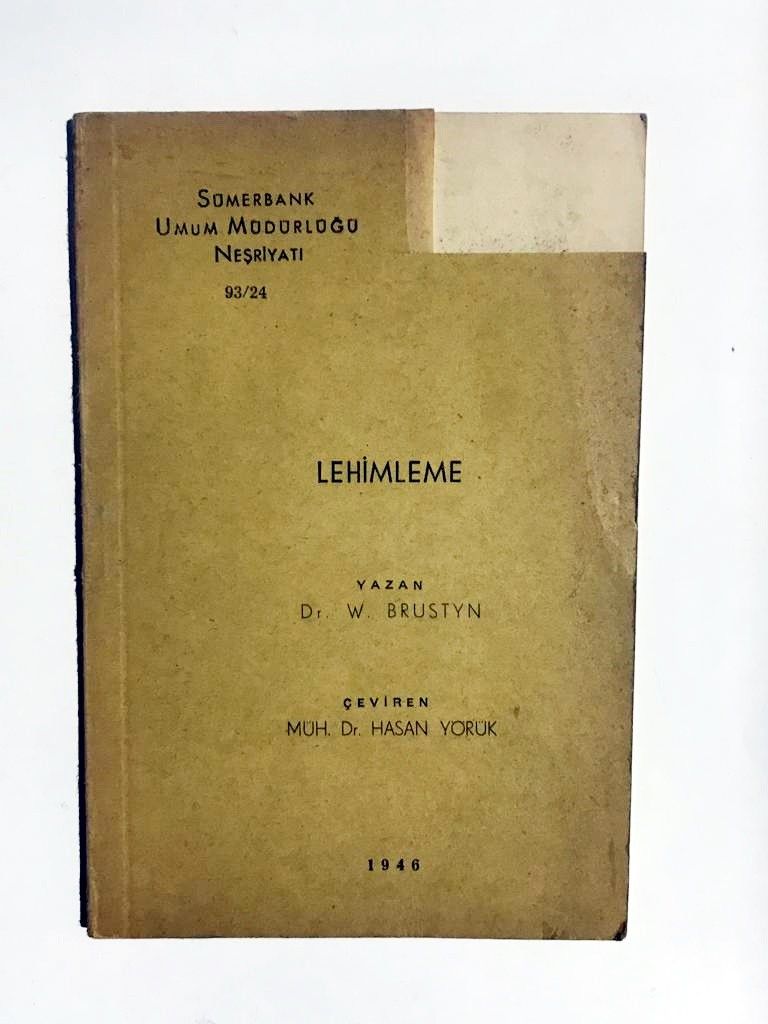 SÜMERBANK
UMUM MÜDÜRLÜĞÜ
NEŞRİYATI
93/24
LEHİMLEME
YAZAN
Dr. W. BRUSTYN
ÇEVİREN
MÜH. Dr. HASAN YÖRÜK
1946